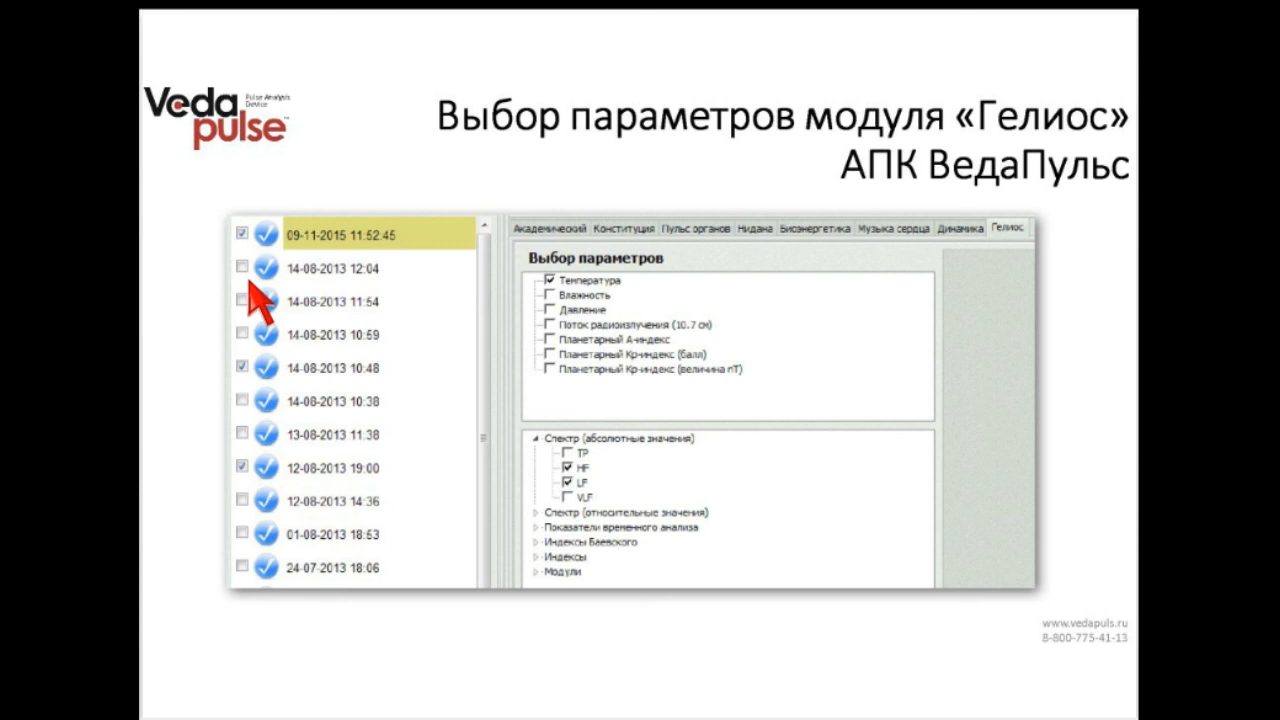 Veda
Pulse Analysis
Device
pulse
Выбор параметров модуля «Гелиос»
АПК ВедаПульс
09-11-2015 11.52.45
14-08-2013 12:04
14-08-2013 11:54
14-08-2013 10:59
14-08-2013 10:48
14-08-2013 10:38
13-08-2013 11:38
12-08-2013 19:00
12-08-2013 14:36
01-08-2013 18:53
24-07-2013 18:06
Академический Конституция Пульс органов Нидана Биоэнергетика Музыка сердца Динамика Гелиос
Выбор параметров
Температура
Влажность
Давление
Поток радиоизлучения (10.7 см)
Планетарный А-индекс
Планетарный Кр-индекс (балл)
Планетарный Кр-индекс (величина nT)
Спектр (абсолютные значения)
TP
HF
LF
VLF
Спектр (относительные значения)
Показатели временного анализа
Индексы Баевского
Индексы
Модули
www.vedapuls.ru
8-800-775-41-13